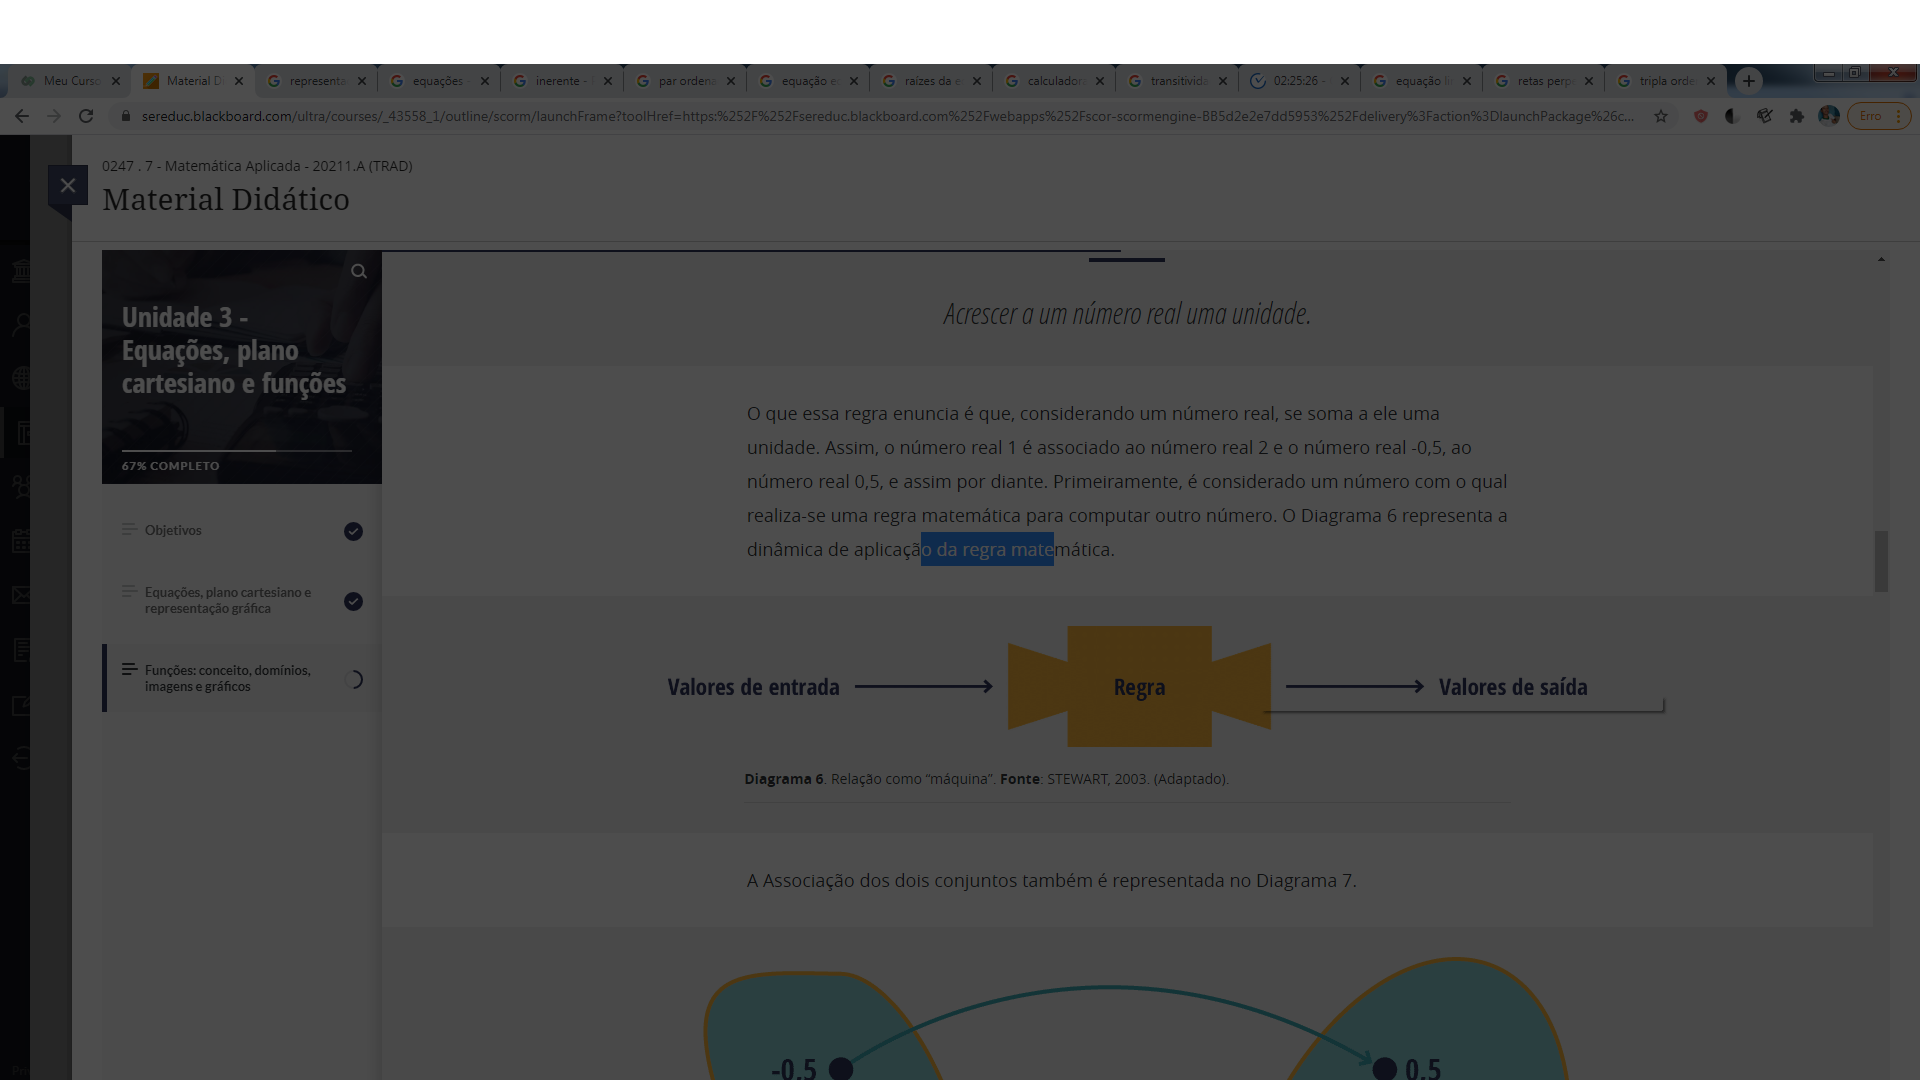 Meu Curso
Material D
representa
equações
inerente -
par ordena
equação e
raízes da e
calculadora
transitivida
02:25:26 -
equação li
retas perp
tripla orde
sereduc.blackboard.com/ultra/courses/_43558_1/outline/scorm/launchFrame?toolHref=https:%252F%252Fsereduc.blackboard.com%252Fwebapps%252Fscor-scormengine-BB5d2e2e7dd5953%252Fdelivery%3Faction%3DlaunchPackage%26c...
Erro
0247 . 7 - Matemática Aplicada - 20211.A (TRAD)
Material Didático
Unidade 3 -
Equações, plano
cartesiano e funções
67% COMPLETO
Objetivos
Equações, plano cartesiano e
representação gráfica
Funções: conceito, domínios,
imagens e gráficos
Acrescer a um número real uma unidade.
O que essa regra enuncia é que, considerando um número real, se soma a ele uma
unidade. Assim, o número real 1 é associado ao número real 2 e o número real -0,5, ao
número real 0,5, e assim por diante. Primeiramente, é considerado um número com o qual
realiza-se uma regra matemática para computar outro número. O Diagrama 6 representa a
dinâmica de aplicação da regra matemática.
Valores de entrada
Regra
Valores de saída
Diagrama 6. Relação como “máquina”. Fonte: STEWART, 2003. (Adaptado).
A Associação dos dois conjuntos também é representada no Diagrama 7.
-0,5
0,5